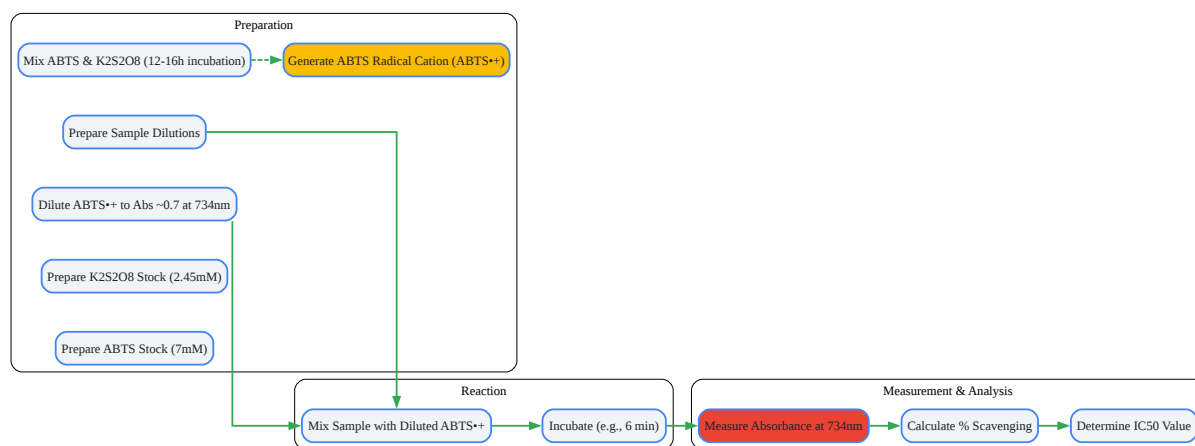 Preparation
Mix ABTS & K2S2O8 (12-16h incubation)
Generate ABTS Radical Cation (ABTS•+)
Prepare Sample Dilutions
Dilute ABTS•+ to Abs ~0.7 at 734nm
Prepare K2S2O8 Stock (2.45mM)
Prepare ABTS Stock (7mM)
Reaction
Mix Sample with Diluted ABTS•+
Incubate (e.g., 6 min)
Measurement & Analysis
Measure Absorbance at 734nm
Calculate % Scavenging
Determine IC50 Value